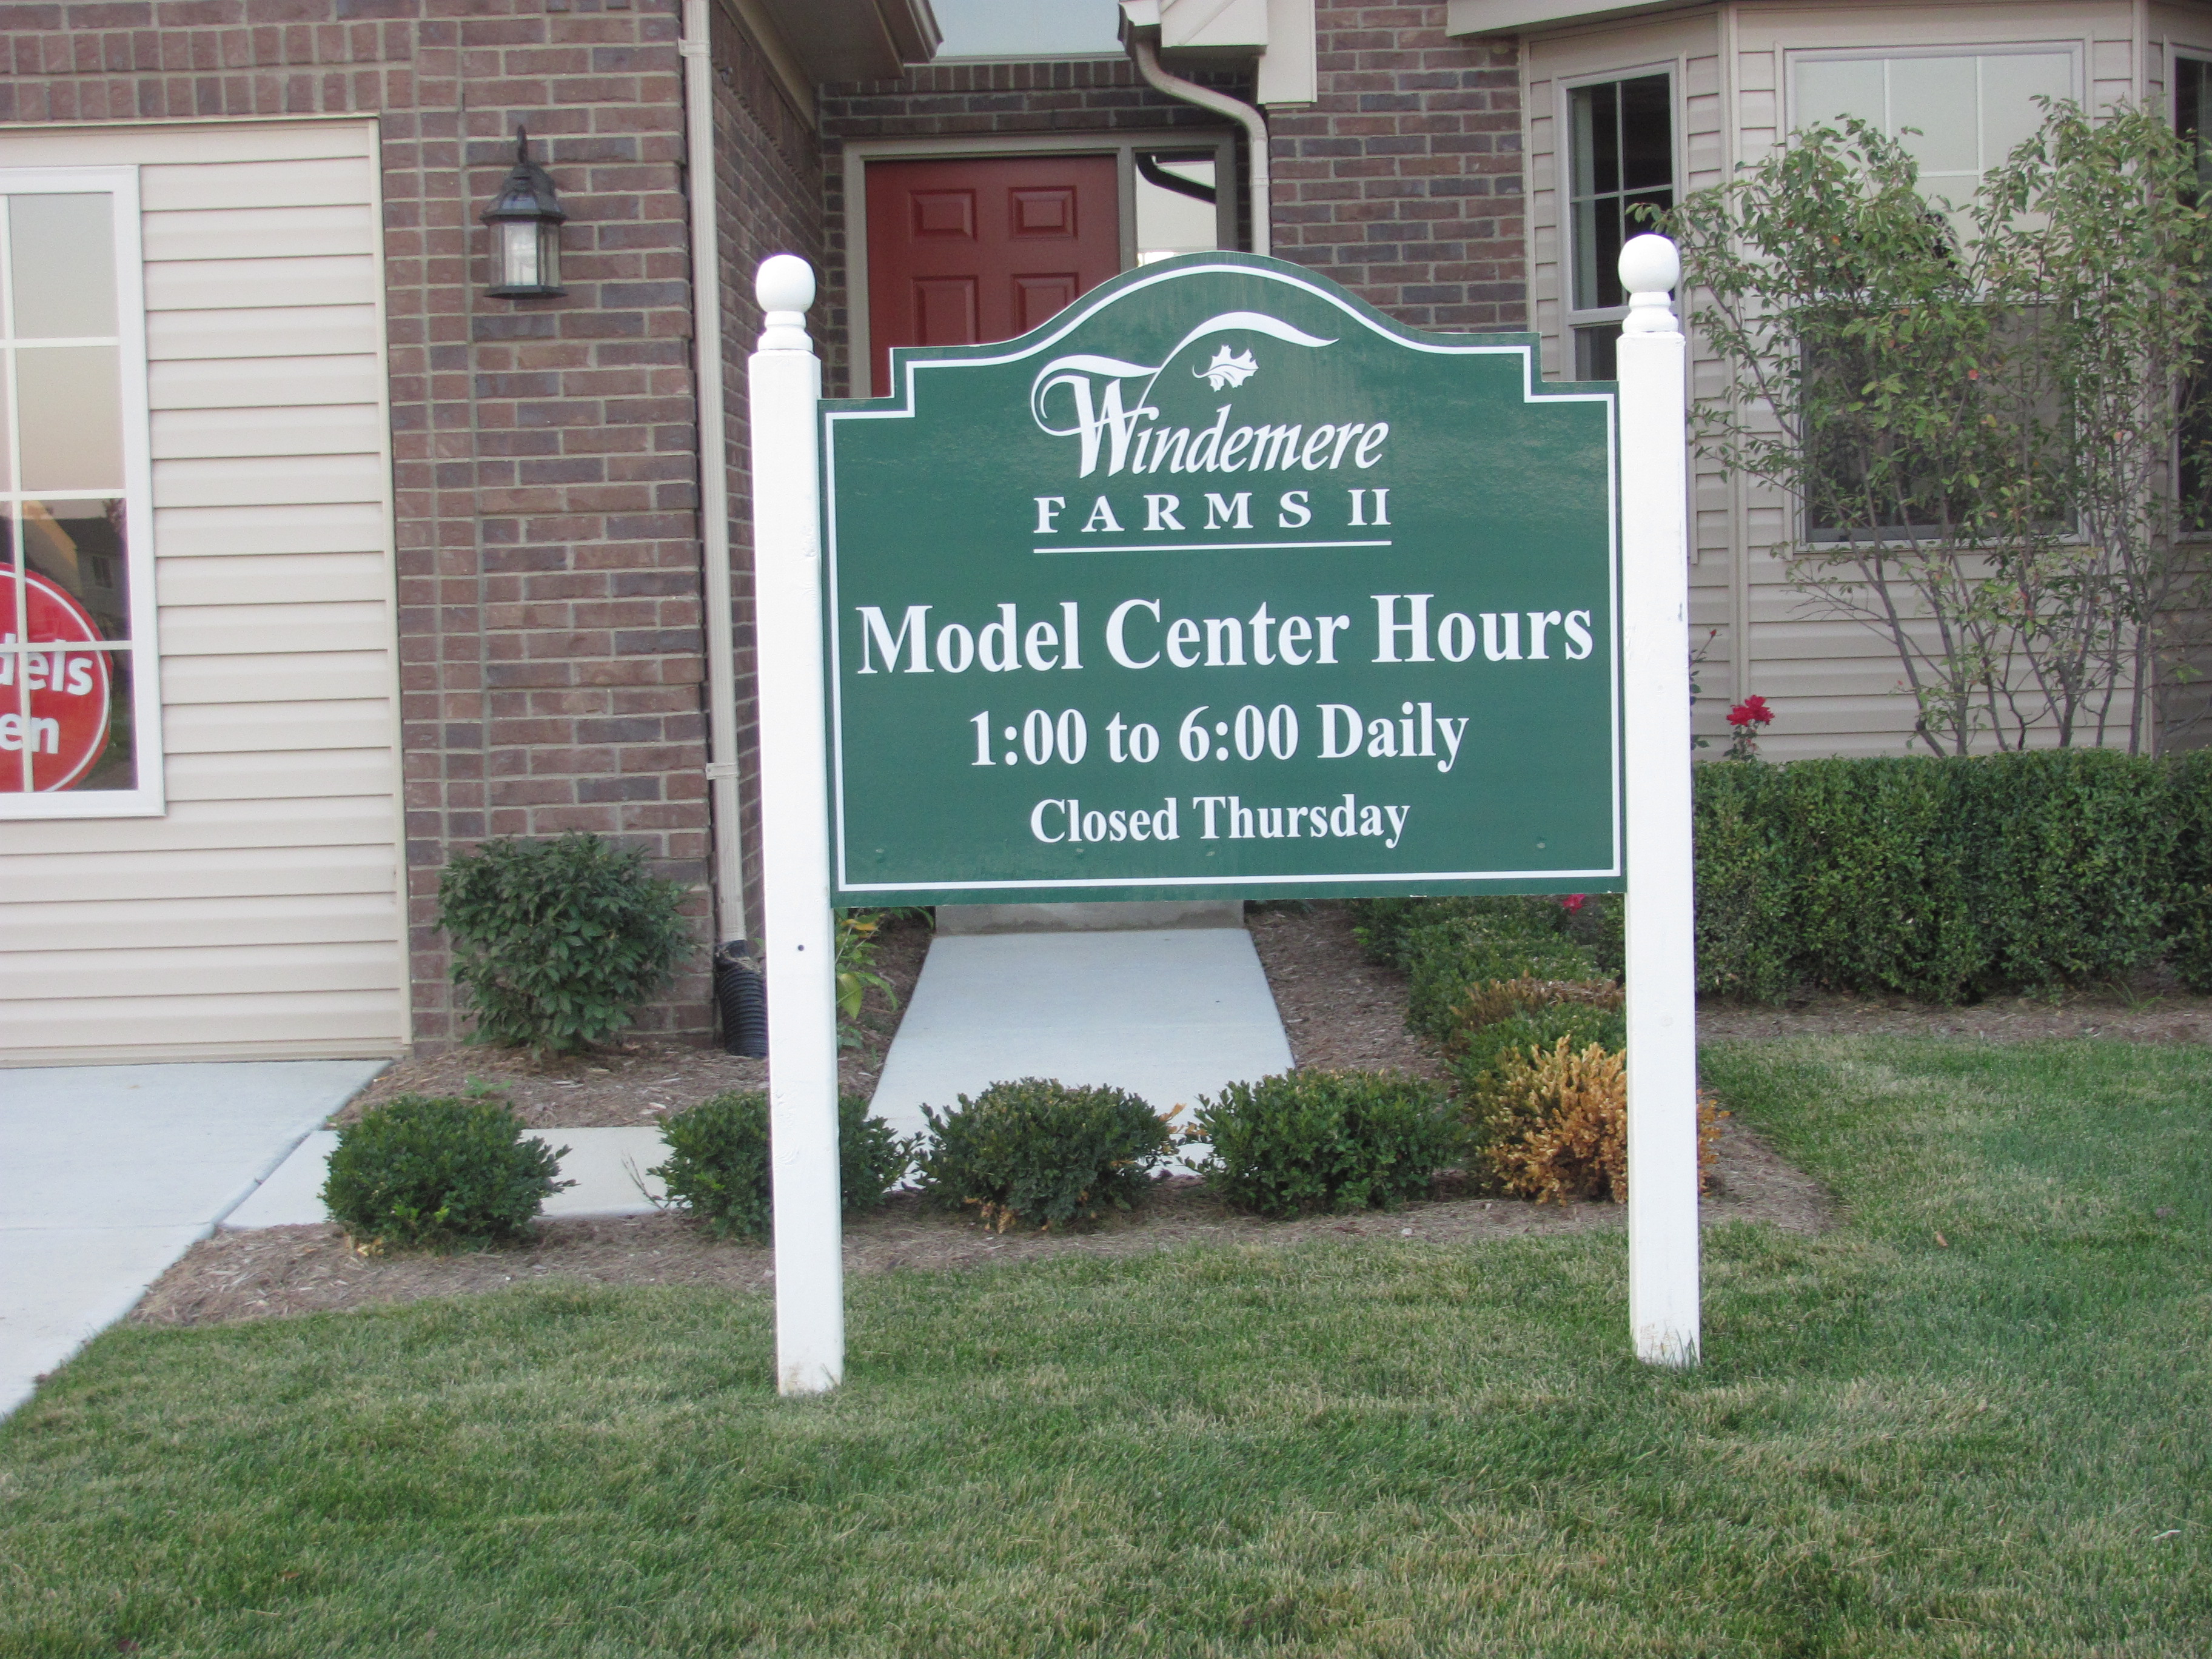 Windemere
FARMS II
Model Center Hours
1:00 to 6:00 Daily
Closed Thursday